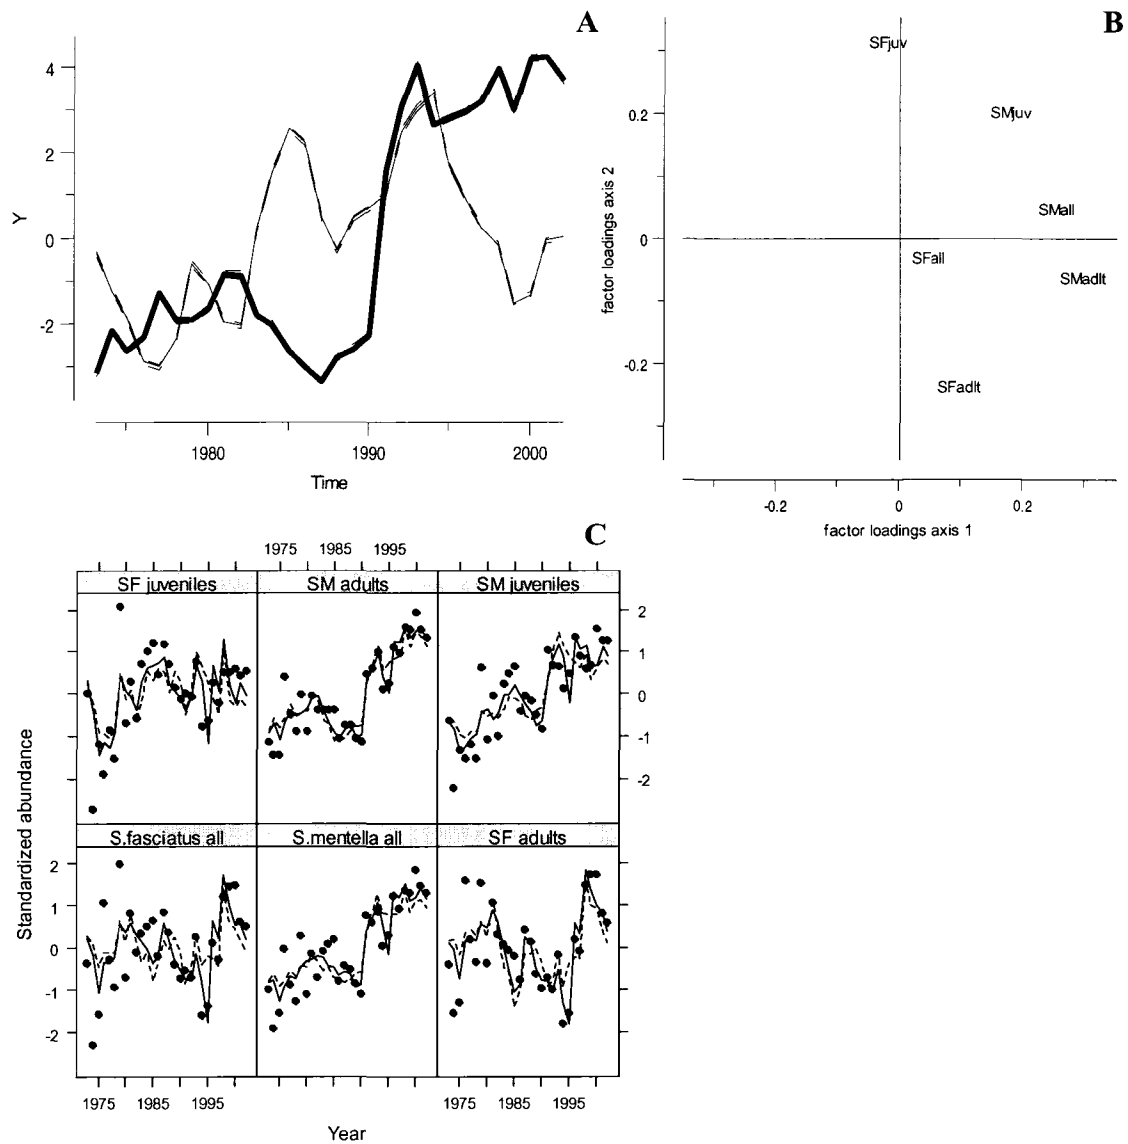 A
Y
4
2
0
-2
1980
1990
2000
Time
B
factor loadings axis 2
0.2
0
-0.2
SFjuv
SMjuv
SMall
SFall
SMadlt
SFadlt
-0.2
0
0.2
factor loadings axis 1
C
1975
1985
1995
SF juveniles
SM adults
SM juveniles
2
1
0
-1
-2
Standardized abundance
S.fasciatus all
S.mentella all
SF adults
2
1
0
-1
-2
1975
1985
1995
1975
1985
1995
Year